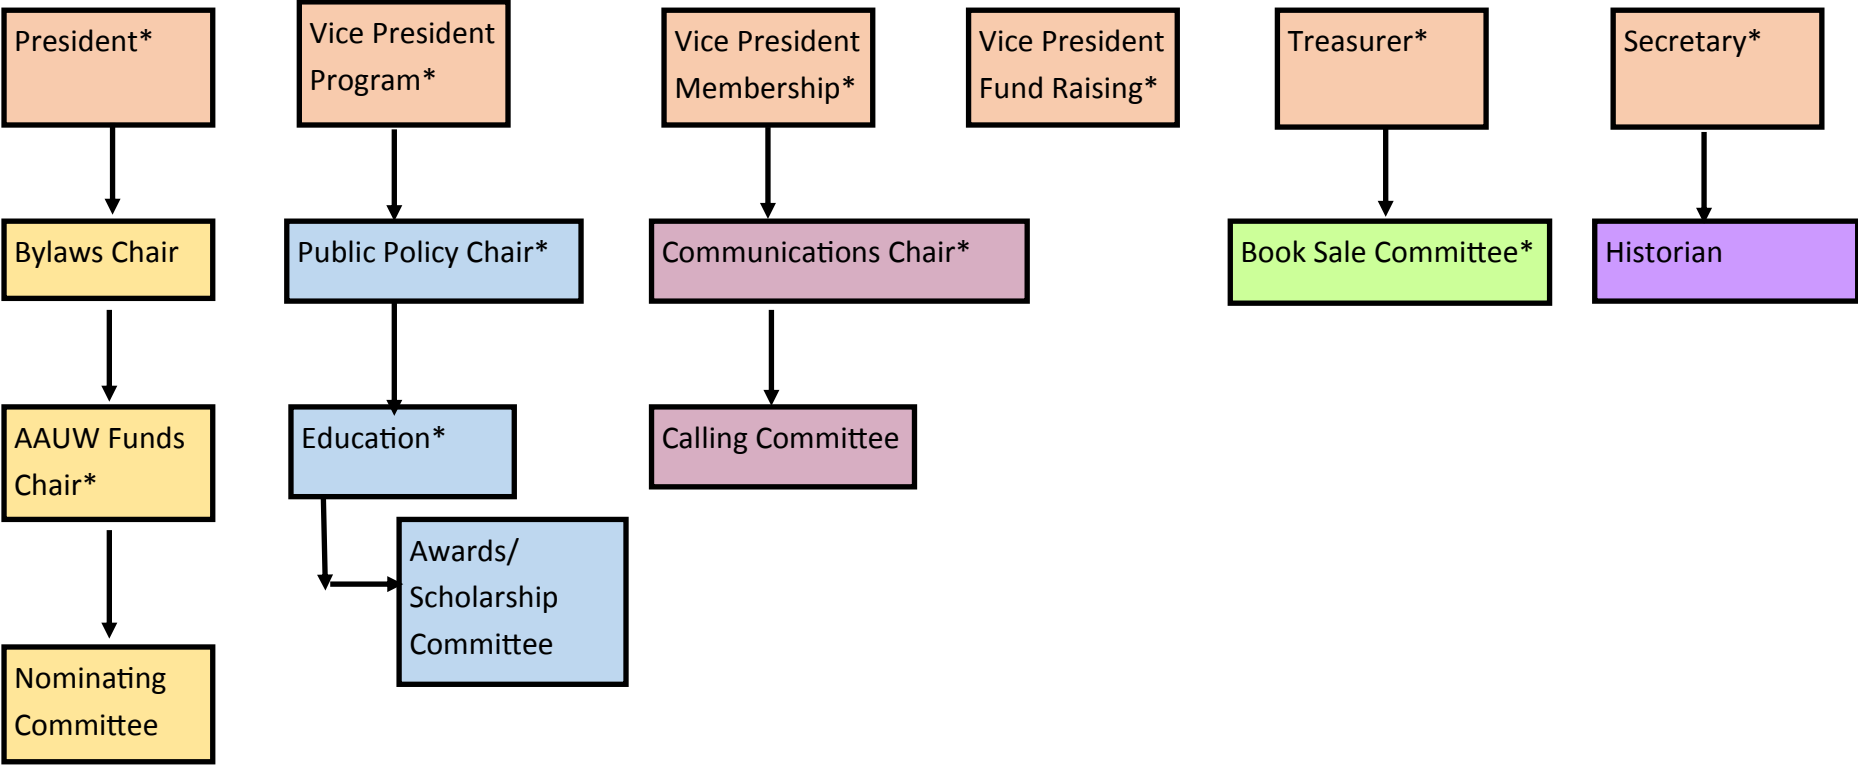 President*
Vice President
Program*
Vice President
Membership*
Vice President
Fund Raising*
Treasurer*
Secretary*
Bylaws Chair
Public Policy Chair*
Communications Chair*
Book Sale Committee*
Historian
AAUW Funds
Chair*
Education*
Calling Committee
Awards/
Scholarship
Committee
Nominating
Committee